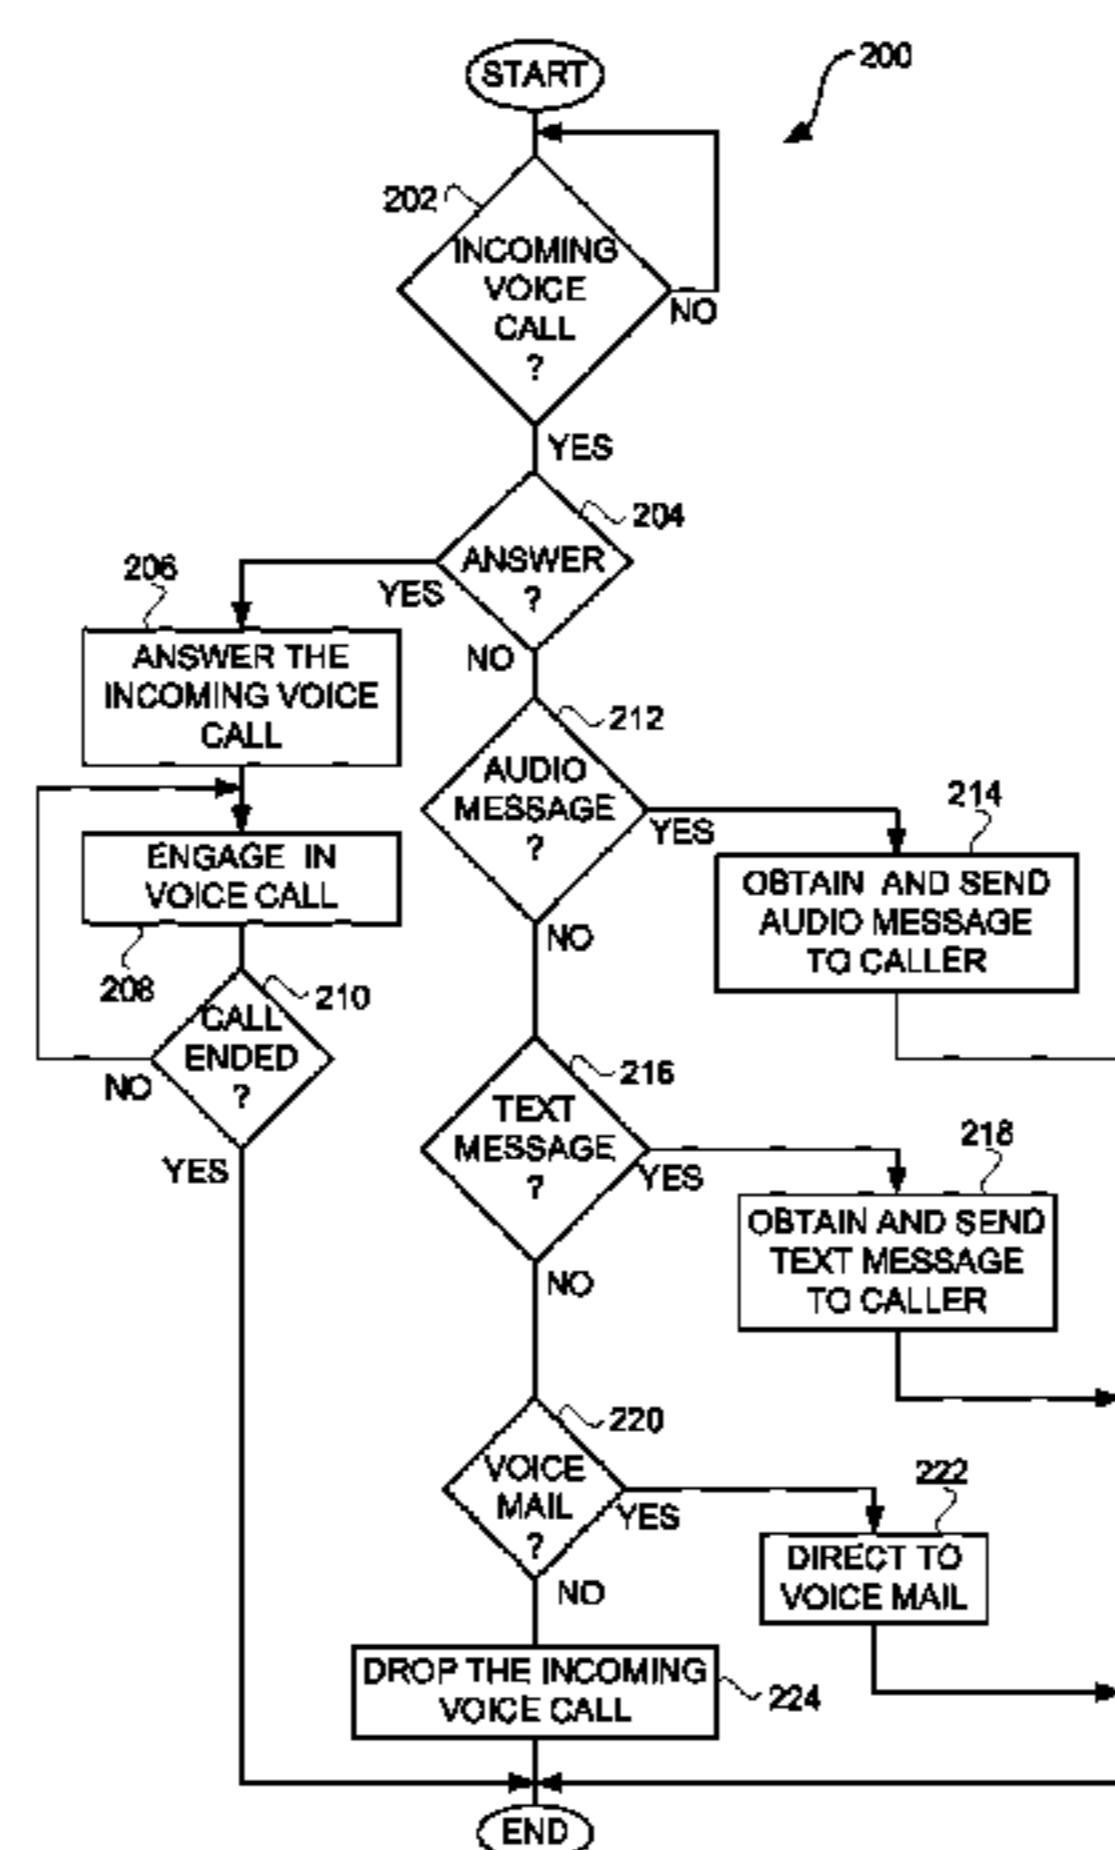 START
200
202
INCOMING
VOICE
CALL
?
NO
YES
204
ANSWER
?
YES
NO
206
ANSWER THE
INCOMING VOICE
CALL
ENGAGE IN
VOICE CALL
208
210
CALL
ENDED
?
NO
YES
212
AUDIO
MESSAGE
?
YES
NO
214
OBTAIN AND SEND
AUDIO MESSAGE
TO CALLER
216
TEXT
MESSAGE
?
YES
NO
218
OBTAIN AND SEND
TEXT MESSAGE
TO CALLER
220
VOICE
MAIL
?
YES
NO
222
DIRECT TO
VOICE MAIL
DROP THE INCOMING
VOICE CALL
224
END